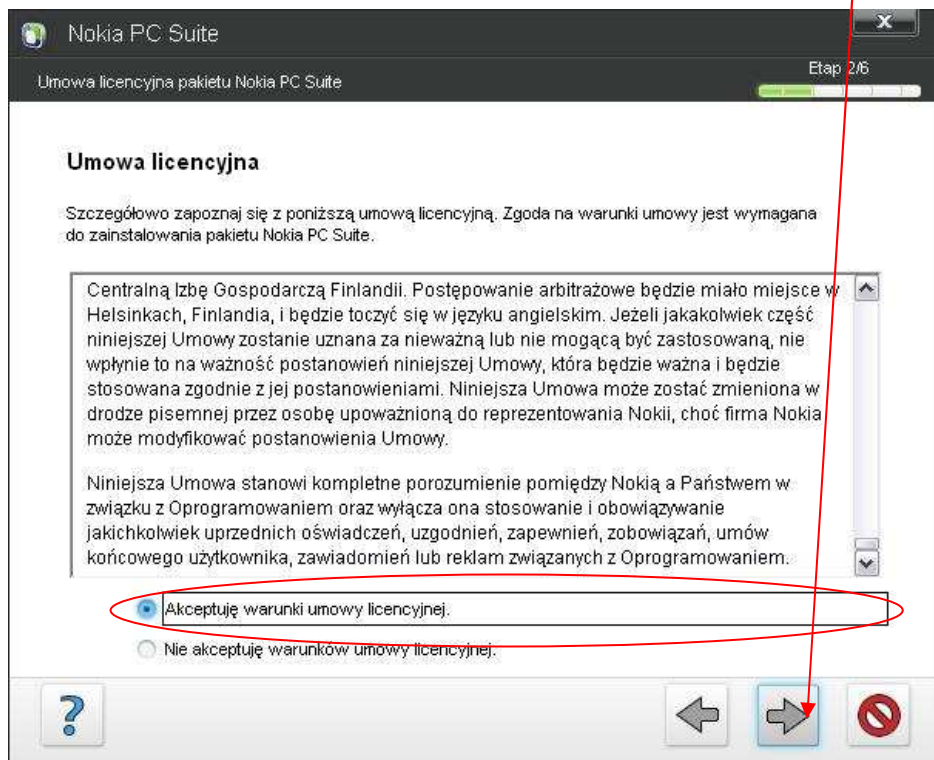 Nokia PC Suite
x
Umowa licencyjna pakietu Nokia PC Suite
Etap 2/6
Umowa licencyjna
Szczegółowo zapoznaj się z poniższą umową licencyjną. Zgoda na warunki umowy jest wymagana
do zainstalowania pakietu Nokia PC Suite.
Centralną Izbę Gospodarczą Finlandii. Postępowanie arbitrażowe będzie miało miejsce w
Helsinkach, Finlandia, i będzie toczyć się w języku angielskim. Jeżeli jakakolwiek część
niniejszej Umowy zostanie uznana za nieważną lub nie mogącą być zastosowaną, nie
wpłynie to na ważność postanowień niniejszej Umowy, która będzie ważna i będzie
stosowana zgodnie z jej postanowieniami. Niniejsza Umowa może zostać zmieniona w
drodze pisemnej przez osobę upoważnioną do reprezentowania Nokii, choć firma Nokia
może modyfikować postanowienia Umowy.
Niniejsza Umowa stanowi kompletne porozumienie pomiędzy Nokią a Państwem w
związku z Oprogramowaniem oraz wyłącza ona stosowanie i obowiązywanie
jakichkolwiek uprzednich oświadczeń, uzgodnień, zapewnień, zobowiązań, umów
końcowego użytkownika, zawiadomień lub reklam związanych z Oprogramowaniem.
Akceptuję warunki umowy licencyjnej.
Nie akceptuję warunków umowy licencyjnej.
?